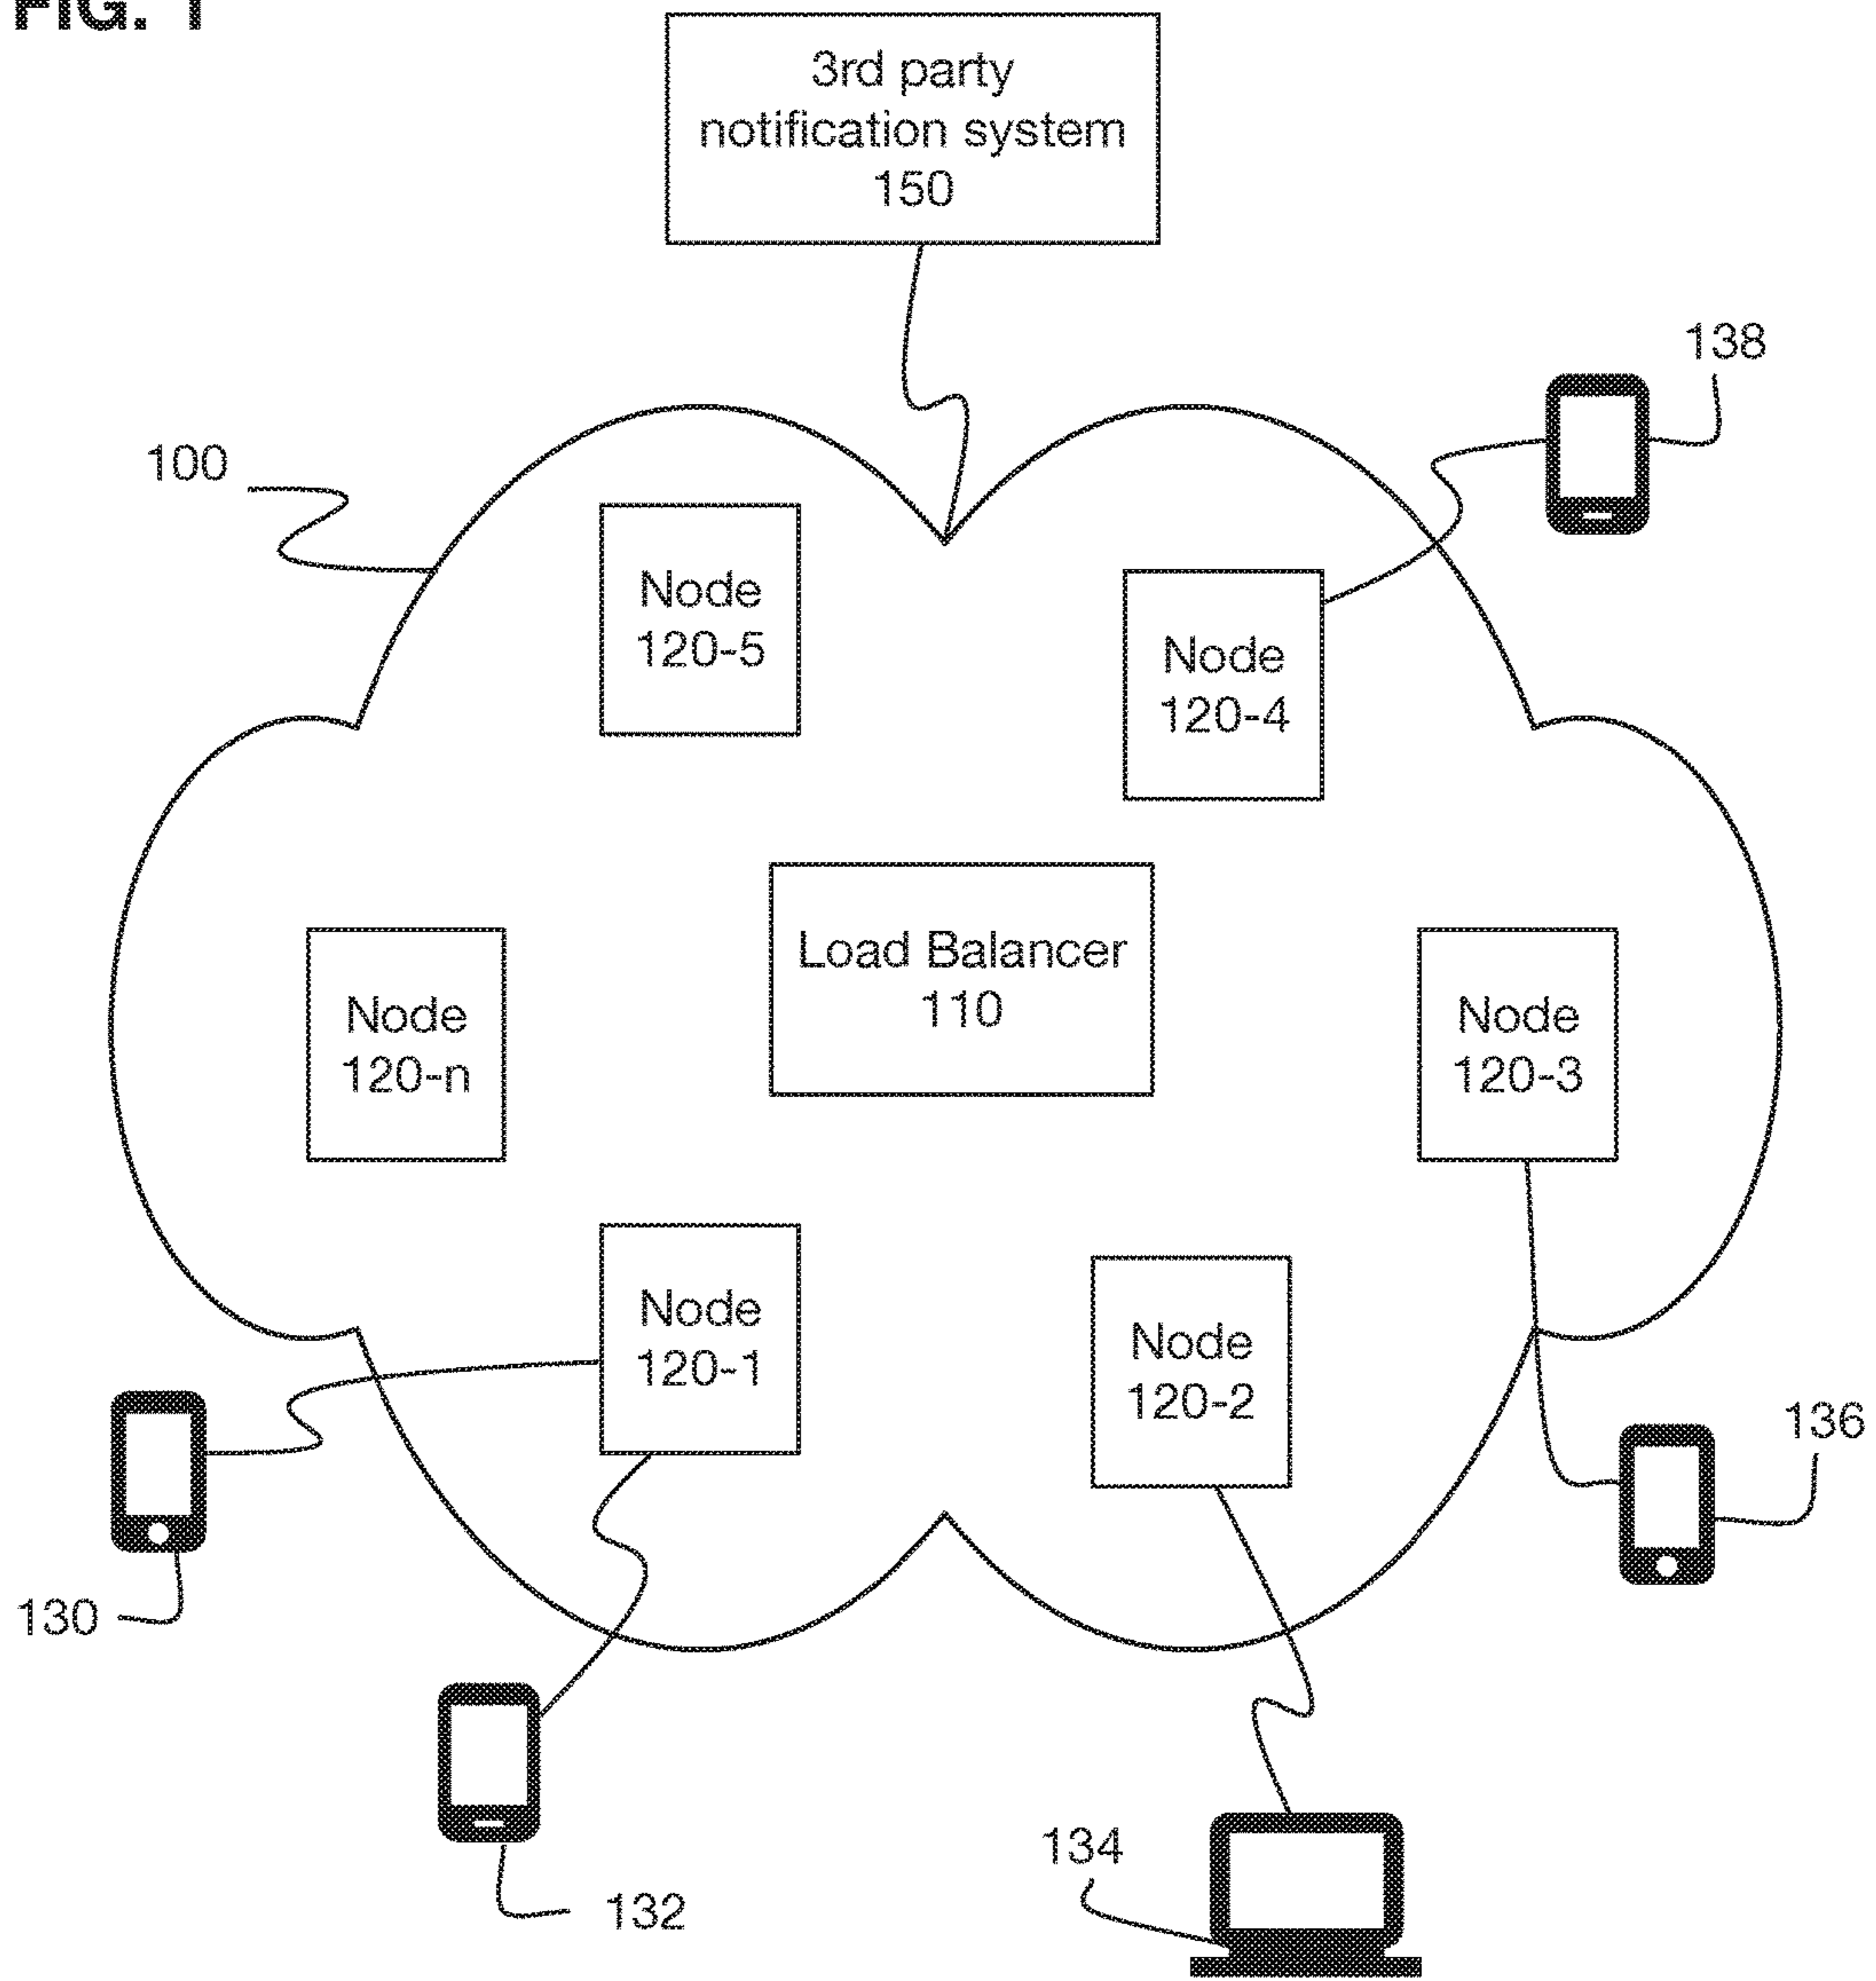 FIG. 1
3rd party
notification system
150
138
100
Node
120-5
Node
120-4
Load Balancer
110
Node
120-n
Node
120-3
Node
120-1
Node
120-2
136
130
134
132